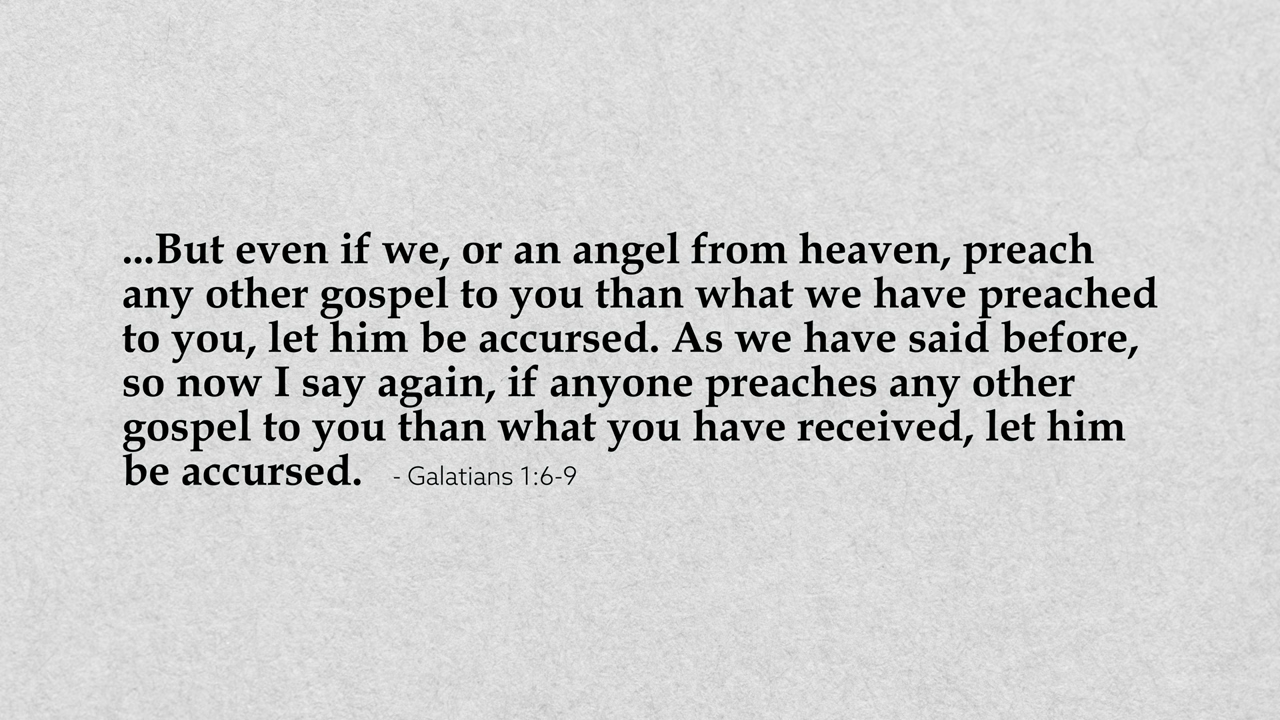 ...But even if we, or an angel from heaven, preach
any other gospel to you than what we have preached
to you, let him be accursed. As we have said before,
so now I say again, if anyone preaches any other
gospel to you than what you have received, let him
be accursed. - Galatians 1:6-9